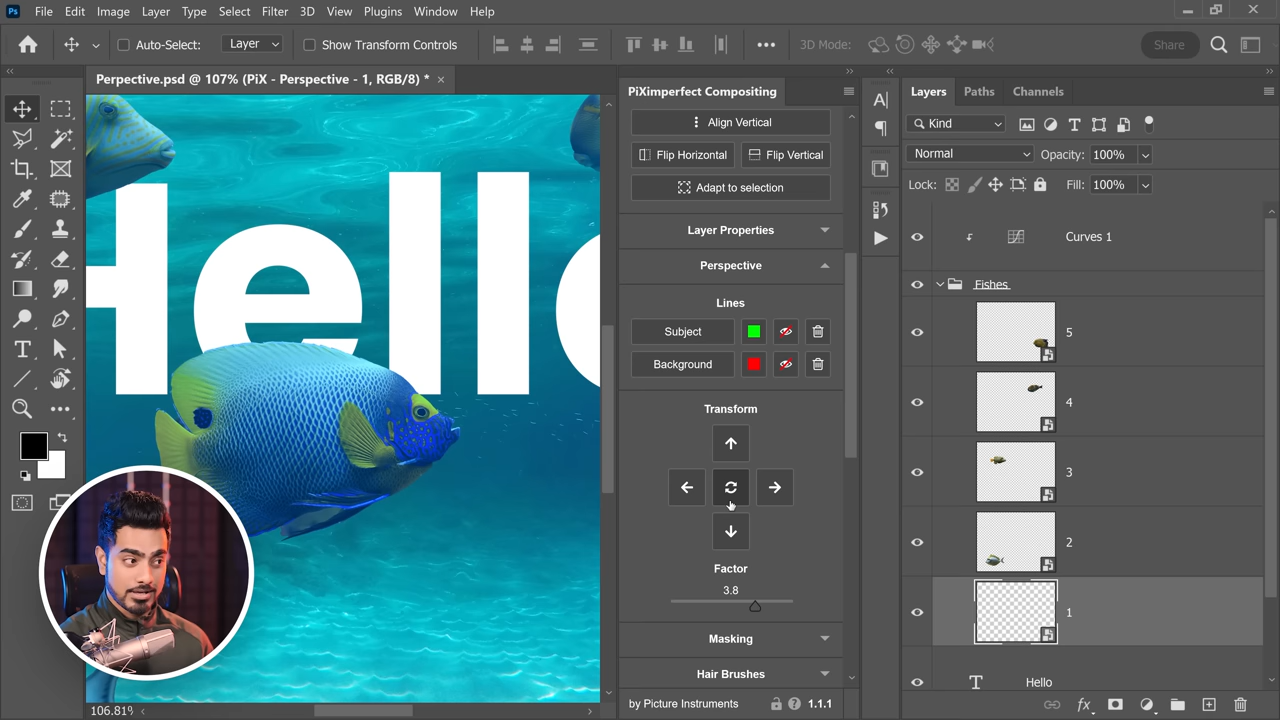 Ps File Edit Image Layer Type Select Filter 3D View Plugins Window Help
Auto-Select: Layer Show Transform Controls 3D Mode: Share
Perpective.psd @ 107% (PiX - Perspective - 1, RGB/8) *
Hello
106.81%
PiXimperfect Compositing
Align Vertical
Flip Horizontal Flip Vertical
Adapt to selection
Layer Properties
Perspective
Lines
Subject
Background
Transform
Factor
3.8
Masking
Hair Brushes
by Picture Instruments 1.1.1
Layers Paths Channels
Kind
Normal Opacity: 100%
Lock: Fill: 100%
Curves 1
Fishes
5
4
3
2
1
Hello